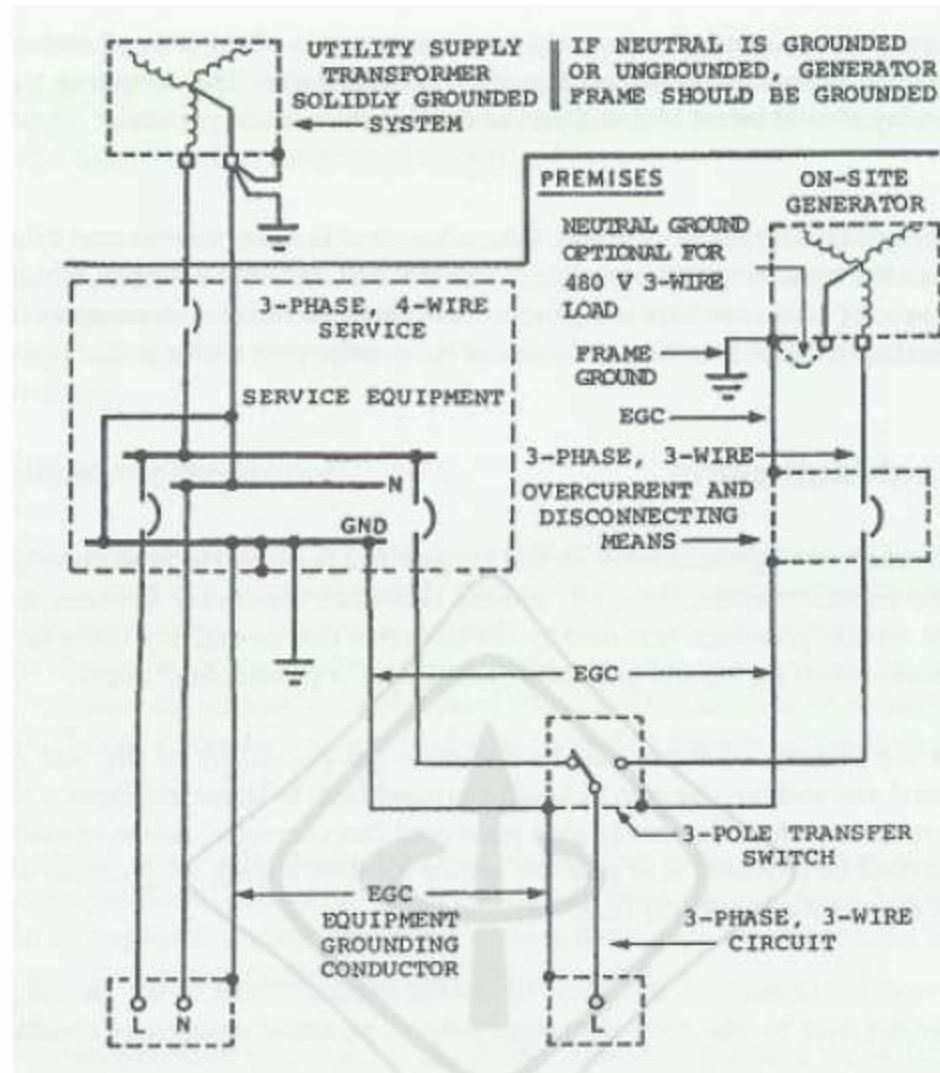 UTILITY SUPPLY
TRANSFORMER
SOLIDLY GROUNDED
SYSTEM
IF NEUTRAL IS GROUNDED
OR UNGROUNDED, GENERATOR
FRAME SHOULD BE GROUNDED
PREMISES
ON-SITE
GENERATOR
NEUTRAL GROUND
OPTIONAL FOR
480 V 3-WIRE
LOAD
3-PHASE, 4-WIRE
SERVICE
FRAME
GROUND
SERVICE EQUIPMENT
EGC
3-PHASE, 3-WIRE
N
OVERCURRENT AND
DISCONNECTING
MEANS
GND
EGC
3-POLE TRANSFER
SWITCH
EGC
EQUIPMENT
GROUNDING
CONDUCTOR
3-PHASE, 3-WIRE
CIRCUIT
L N
L